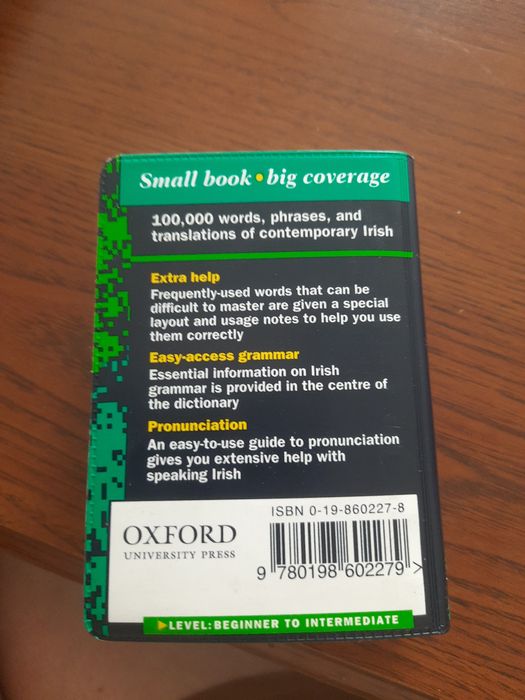 Small book • big coverage
100,000 words, phrases, and
translations of contemporary Irish
Extra help
Frequently-used words that can be
difficult to master are given a special
layout and usage notes to help you use
them correctly
Easy-access grammar
Essential information on Irish
grammar is provided in the centre of
the dictionary
Pronunciation
An easy-to-use guide to pronunciation
gives you extensive help with
speaking Irish
OXFORD
UNIVERSITY PRESS
ISBN 0-19-860227-8
9 780198 602279 >
LEVEL: BEGINNER TO INTERMEDIATE